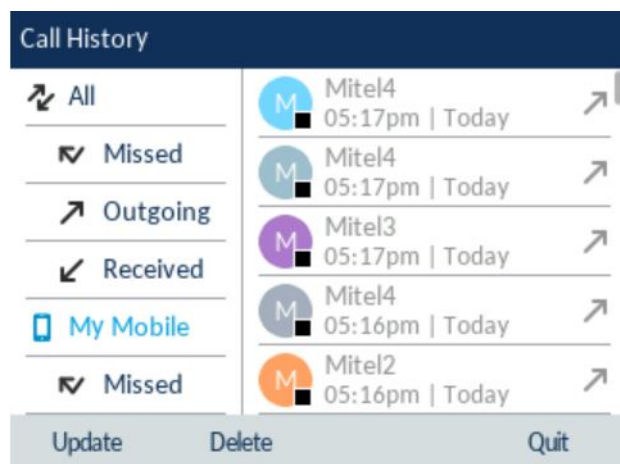 Call History
All
Missed
Outgoing
Received
My Mobile
Missed
M
Mitel4
05:17pm | Today
M
Mitel4
05:17pm | Today
M
Mitel3
05:17pm | Today
M
Mitel4
05:16pm | Today
M
Mitel2
05:16pm | Today
Update Delete Quit